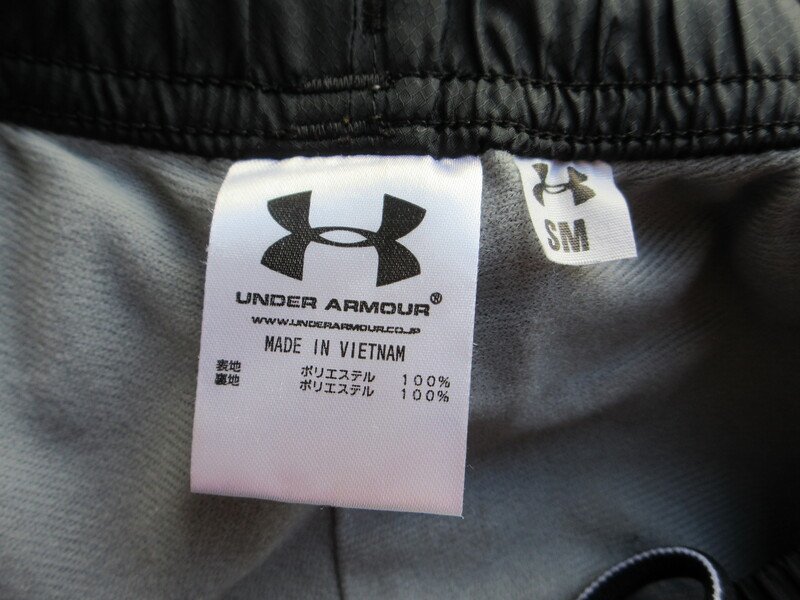 UNDER ARMOUR®
WWW.UNDERARMOUR.CO.JP
MADE IN VIETNAM
表地 ポリエステル 100%
裏地 ポリエステル 100%
SM